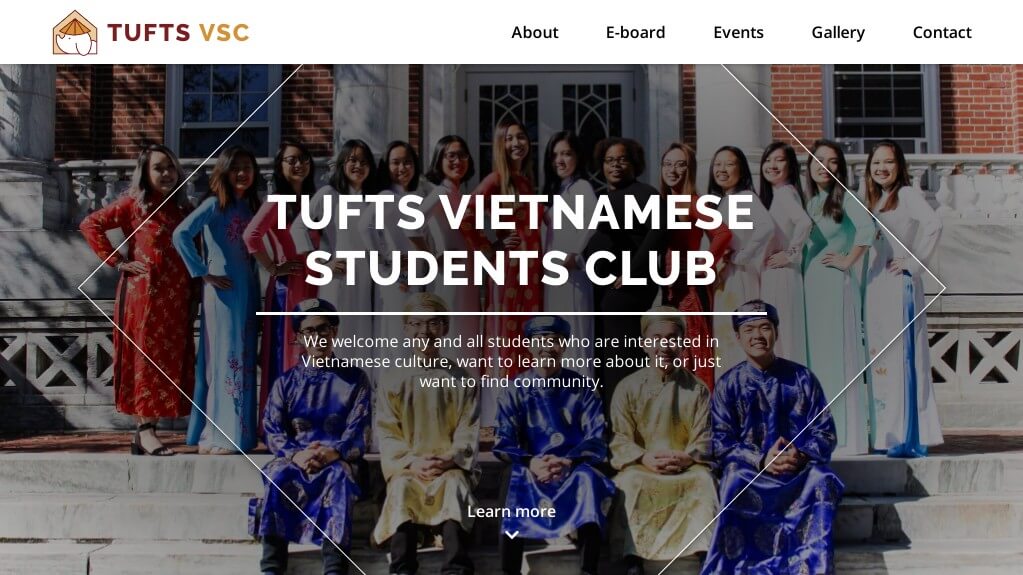 TUFTS VSC
About
E-board
Events
Gallery
Contact
TUFTS VIETNAMESE
STUDENTS CLUB
We welcome any and all students who are interested in
Vietnamese culture, want to learn more about it, or just
want to find community.
Learn more